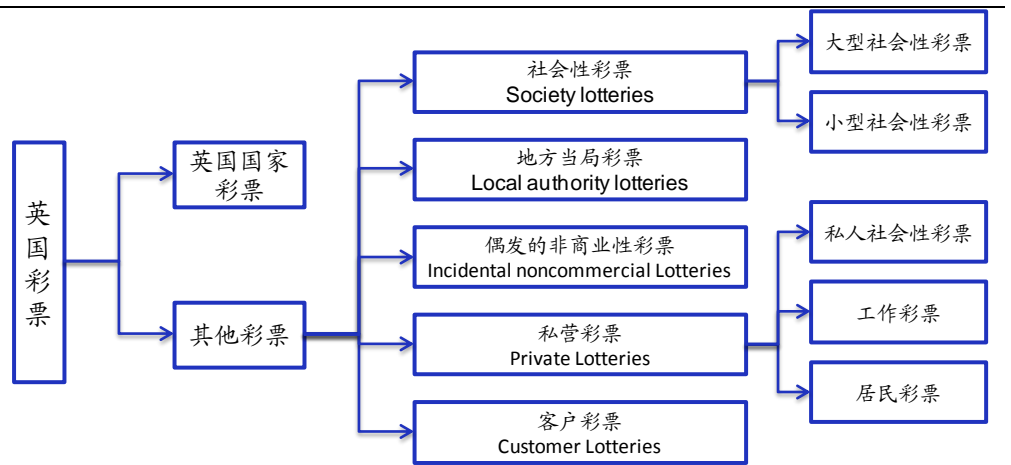 英
国
彩
票
英国国家
彩票
其他彩票
社会性彩票
Society lotteries
地方当局彩票
Local authority lotteries
偶发的非商业性彩票
Incidental noncommercial Lotteries
私营彩票
Private Lotteries
客户彩票
Customer Lotteries
大型社会性彩票
小型社会性彩票
私人社会性彩票
工作彩票
居民彩票